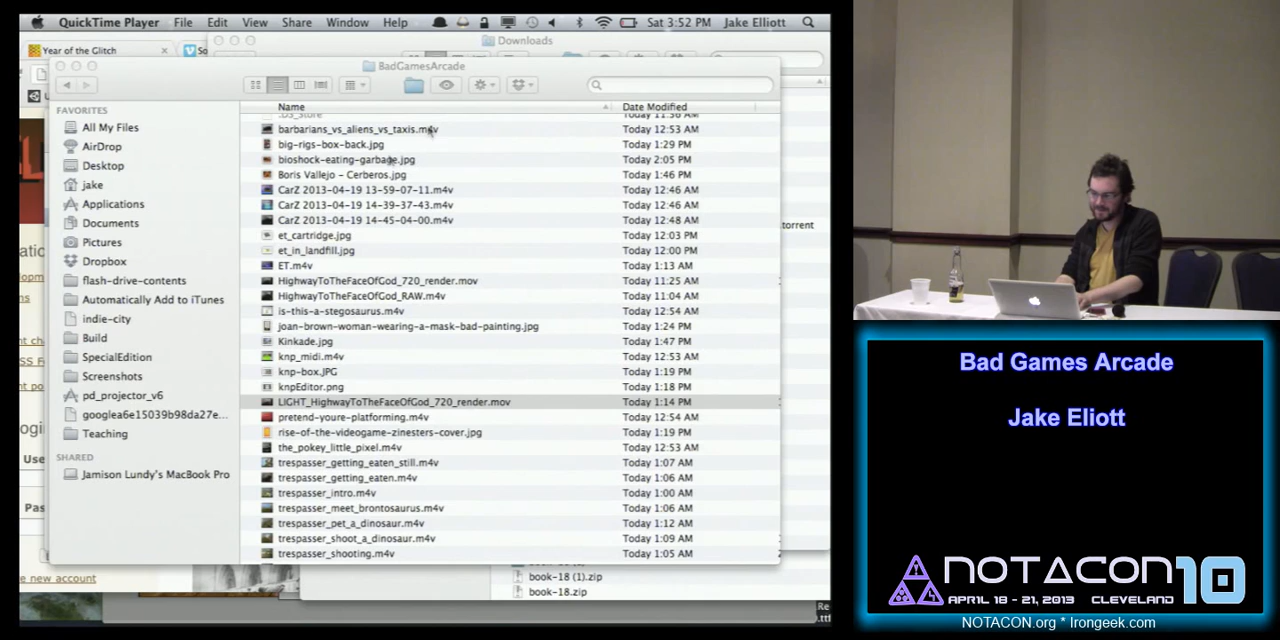 QuickTime Player File Edit View Share Window Help Sat 3:52 PM Jake Elliott
Year of the Glitch
So
Downloads
BadGamesArcade
FAVORITES
All My Files
AirDrop
Desktop
jake
Applications
Documents
Pictures
Dropbox
flash-drive-contents
Automatically Add to iTunes
indie-city
Build
SpecialEdition
Screenshots
pd_projector_v6
googlea6e15039b98da27e...
Teaching
SHARED
Jamison Lundy's MacBook Pro
Name Date Modified
.DS_Store Today 11:56 AM
barbarians_vs_aliens_vs_taxis.m4v Today 12:53 AM
big-rigs-box-back.jpg Today 1:29 PM
bioshock-eating-garbage.jpg Today 2:05 PM
Boris Vallejo - Cerberos.jpg Today 1:46 PM
CarZ 2013-04-19 13-59-07-11.m4v Today 12:46 AM
CarZ 2013-04-19 14-39-37-43.m4v Today 12:46 AM
CarZ 2013-04-19 14-45-04-00.m4v Today 12:48 AM
et_cartridge.jpg Today 12:03 PM
et_in_landfill.jpg Today 12:00 PM
ET.m4v Today 1:13 AM
HighwayToTheFaceOfGod_720_render.mov Today 11:25 AM
HighwayToTheFaceOfGod_RAW.m4v Today 11:04 AM
is-this-a-stegosaurus.m4v Today 12:54 AM
joan-brown-woman-wearing-a-mask-bad-painting.jpg Today 1:24 PM
Kinkade.jpg Today 1:47 PM
knp_midi.m4v Today 12:53 AM
knp-box.JPG Today 1:19 PM
knpEditor.png Today 1:18 PM
LIGHT_HighwayToTheFaceOfGod_720_render.mov Today 1:14 PM
pretend-youre-platforming.m4v Today 12:54 AM
rise-of-the-videogame-zinesters-cover.jpg Today 1:19 PM
the_pokey_little_pixel.m4v Today 12:53 AM
trespasser_getting_eaten_still.m4v Today 1:07 AM
trespasser_getting_eaten.m4v Today 1:06 AM
trespasser_intro.m4v Today 1:00 AM
trespasser_meet_brontosaurus.m4v Today 1:06 AM
trespasser_pet_a_dinosaur.m4v Today 1:12 AM
trespasser_shoot_a_dinosaur.m4v Today 1:09 AM
trespasser_shooting.m4v Today 1:05 AM
.torrent
Use
Pas
e new account
book-18 (1).zip
book-18.zip
Bad Games Arcade
Jake Eliott
NOTACON 10
APRIL 18 - 21, 2013 CLEVELAND
NOTACON.org * Irongeek.com